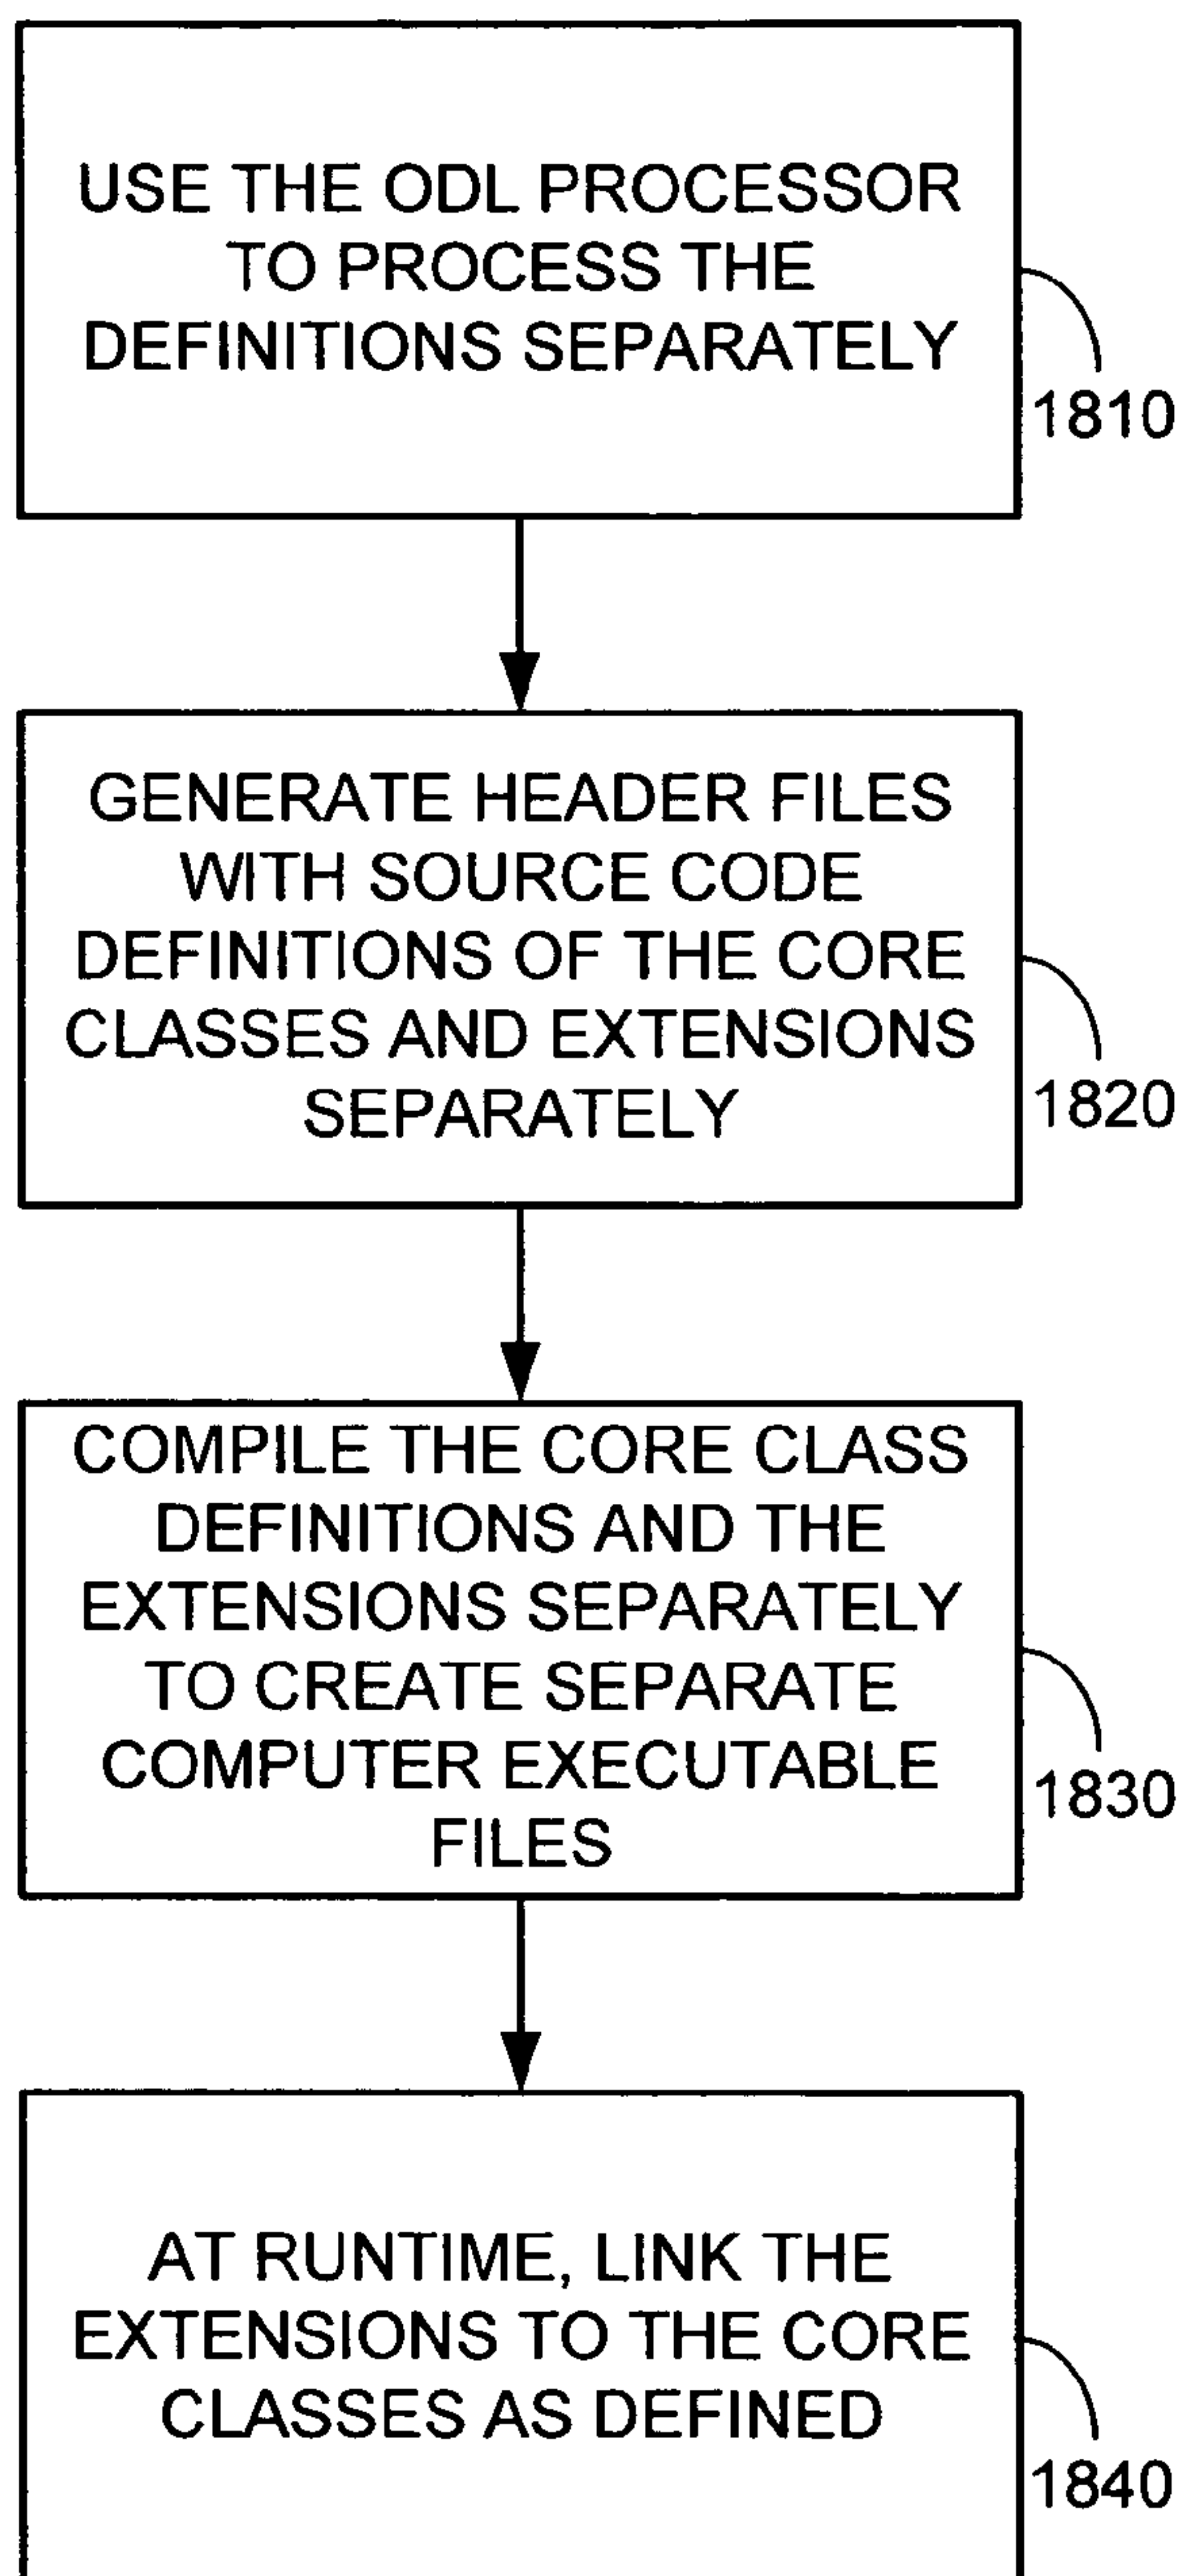 USE THE ODL PROCESSOR
TO PROCESS THE
DEFINITIONS SEPARATELY
1810
GENERATE HEADER FILES
WITH SOURCE CODE
DEFINITIONS OF THE CORE
CLASSES AND EXTENSIONS
SEPARATELY
1820
COMPILE THE CORE CLASS
DEFINITIONS AND THE
EXTENSIONS SEPARATELY
TO CREATE SEPARATE
COMPUTER EXECUTABLE
FILES
1830
AT RUNTIME, LINK THE
EXTENSIONS TO THE CORE
CLASSES AS DEFINED
1840